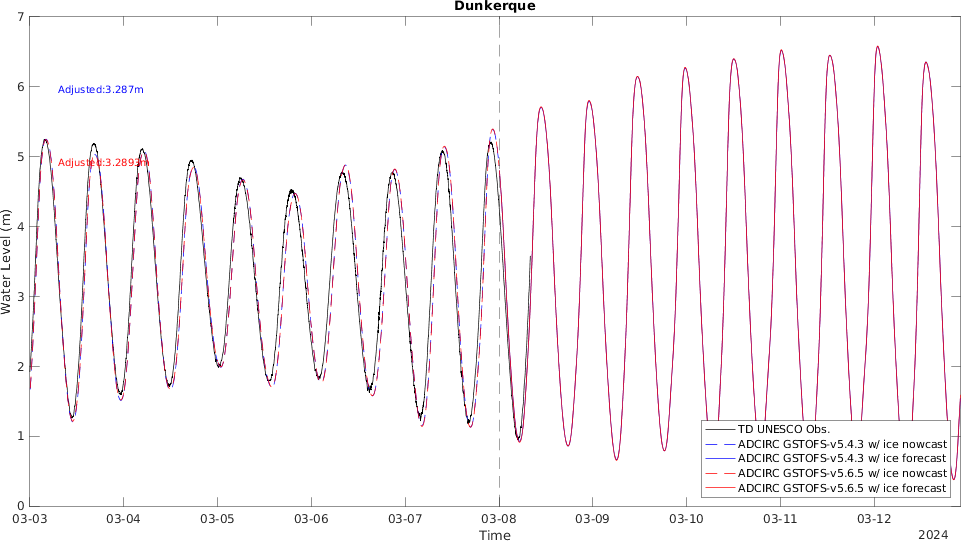 Dunkerque
7
6
5
4
3
2
1
0
Water Level (m)
Adjusted:3.287m
Adjusted:3.2893m
TD UNESCO Obs.
ADCIRC GSTOFS-v5.4.3 w/ ice nowcast
ADCIRC GSTOFS-v5.4.3 w/ ice forecast
ADCIRC GSTOFS-v5.6.5 w/ ice nowcast
ADCIRC GSTOFS-v5.6.5 w/ ice forecast
03-03 03-04 03-05 03-06 03-07 03-08 03-09 03-10 03-11 03-12
Time
2024